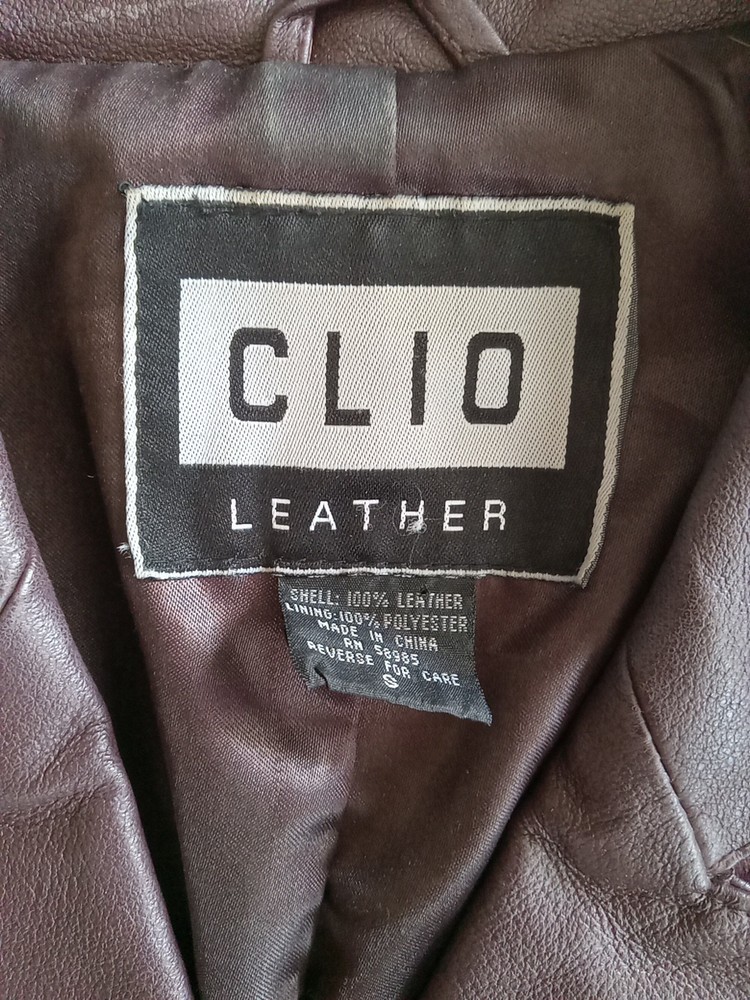 CLIO
LEATHER
SHELL: 100% LEATHER
LINING:100% POLYESTER
MADE IN CHINA
RN 58985
REVERSE FOR CARE
S